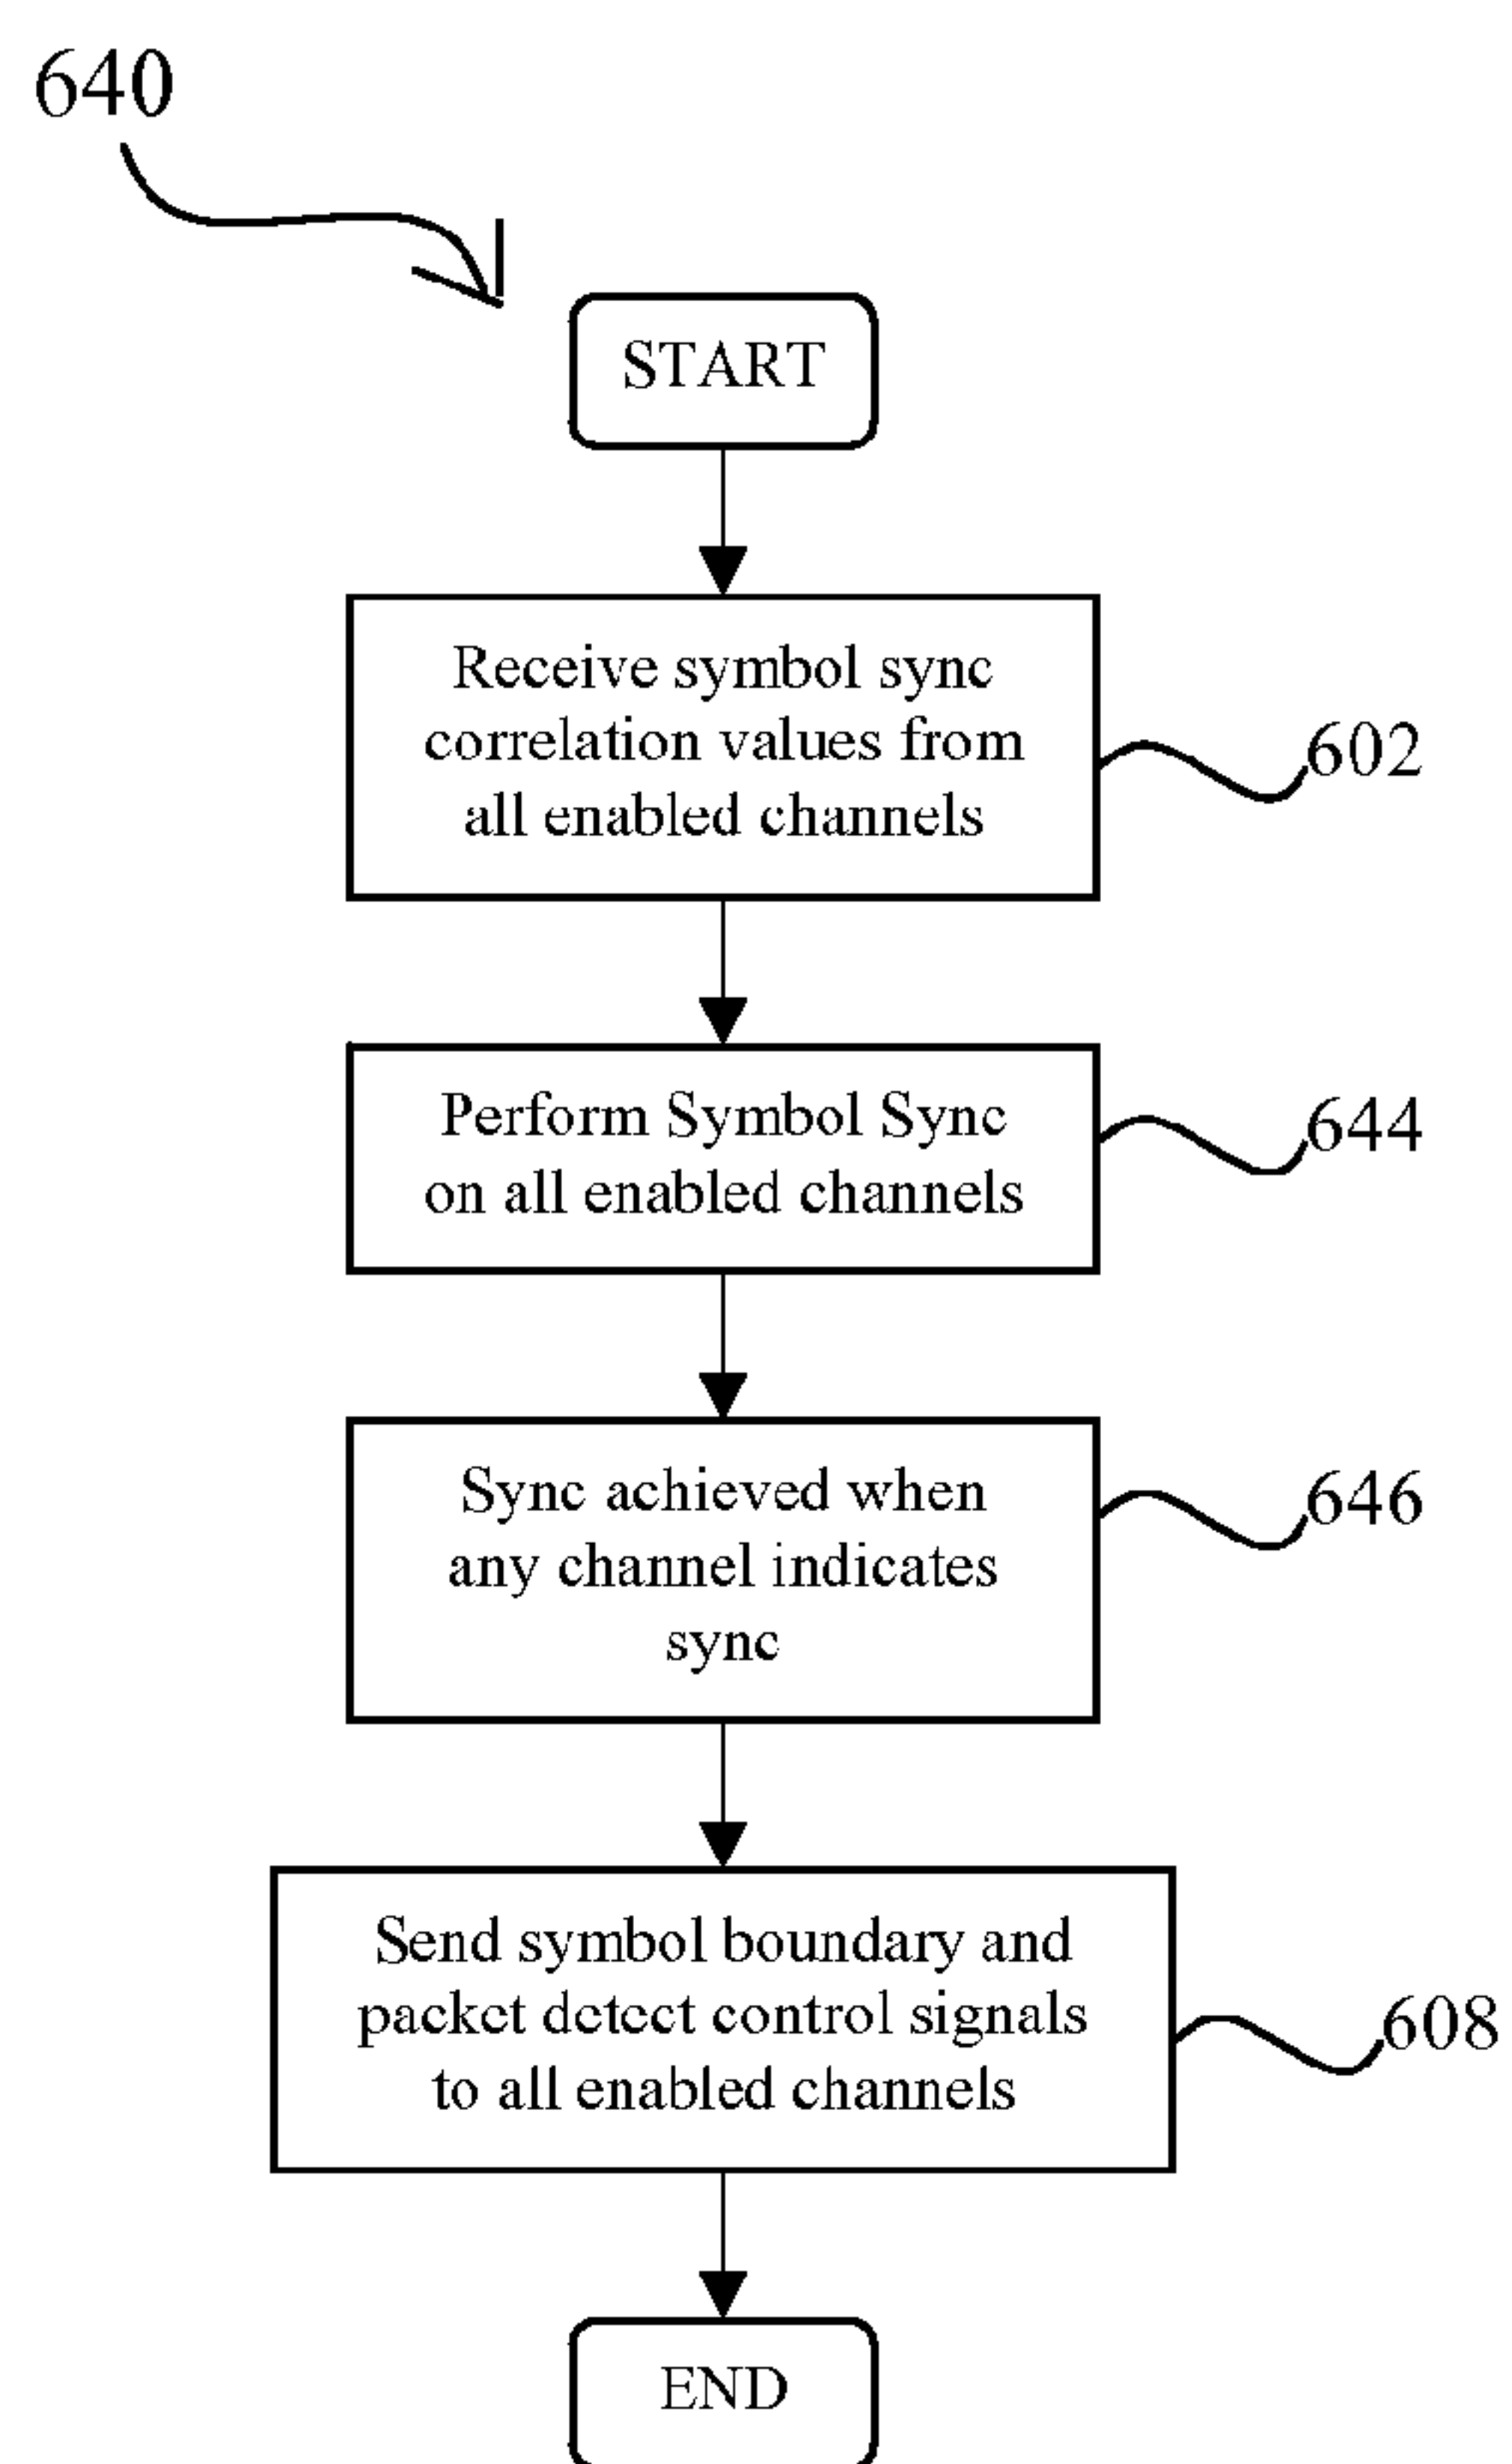 640
START
Receive symbol sync
correlation values from
all enabled channels
602
Perform Symbol Sync
on all enabled channels
644
Sync achieved when
any channel indicates
sync
646
Send symbol boundary and
packet detect control signals
to all enabled channels
608
END